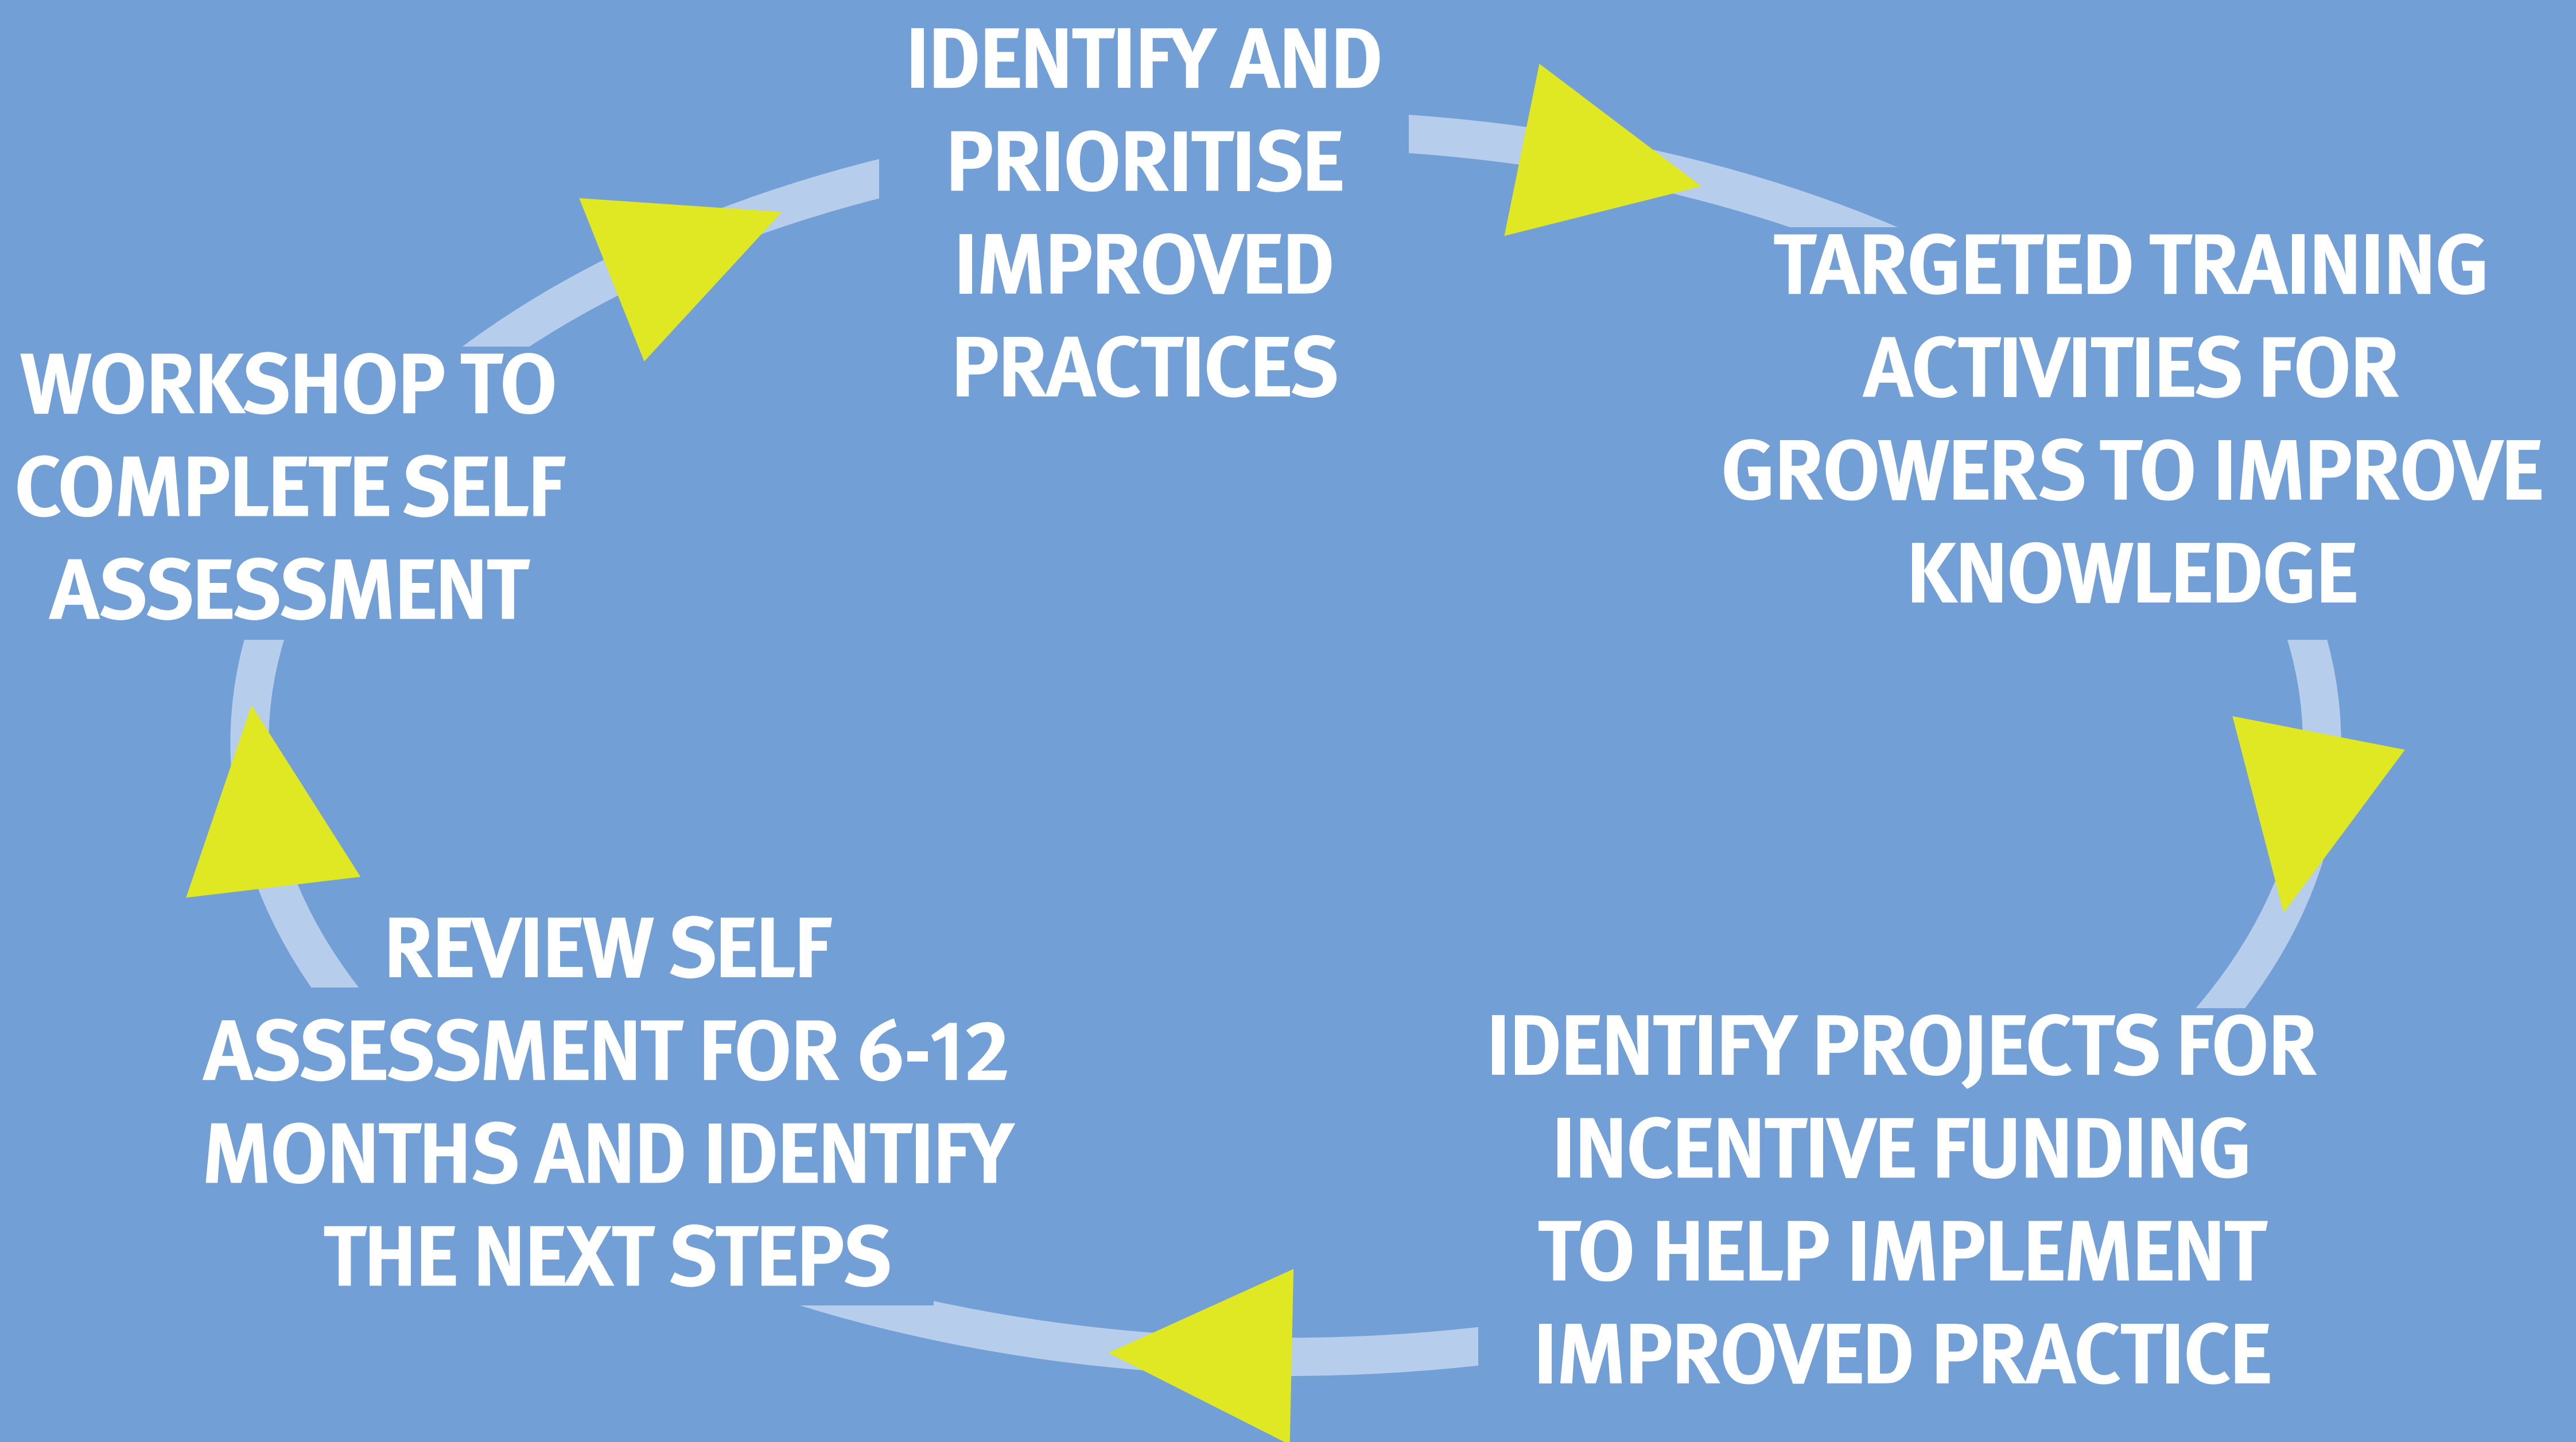 IDENTIFY AND
PRIORITISE
IMPROVED
PRACTICES
TARGETED TRAINING
ACTIVITIES FOR
GROWERS TO IMPROVE
KNOWLEDGE
IDENTIFY PROJECTS FOR
INCENTIVE FUNDING
TO HELP IMPLEMENT
IMPROVED PRACTICE
REVIEW SELF
ASSESSMENT FOR 6-12
MONTHS AND IDENTIFY
THE NEXT STEPS
WORKSHOP TO
COMPLETE SELF
ASSESSMENT